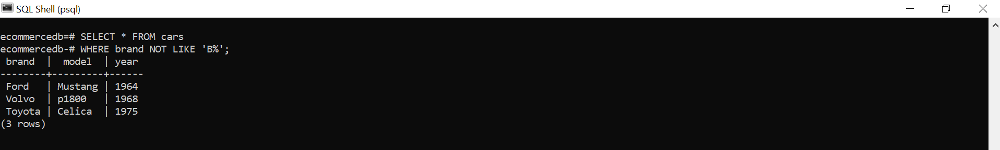 SQL Shell (psql)
ecommercedb=# SELECT * FROM cars
ecommercedb-# WHERE brand NOT LIKE 'B%';
 brand  |  model  | year
--------+---------+------
 Ford   | Mustang | 1964
 Volvo  | p1800   | 1968
 Toyota | Celica  | 1975
(3 rows)